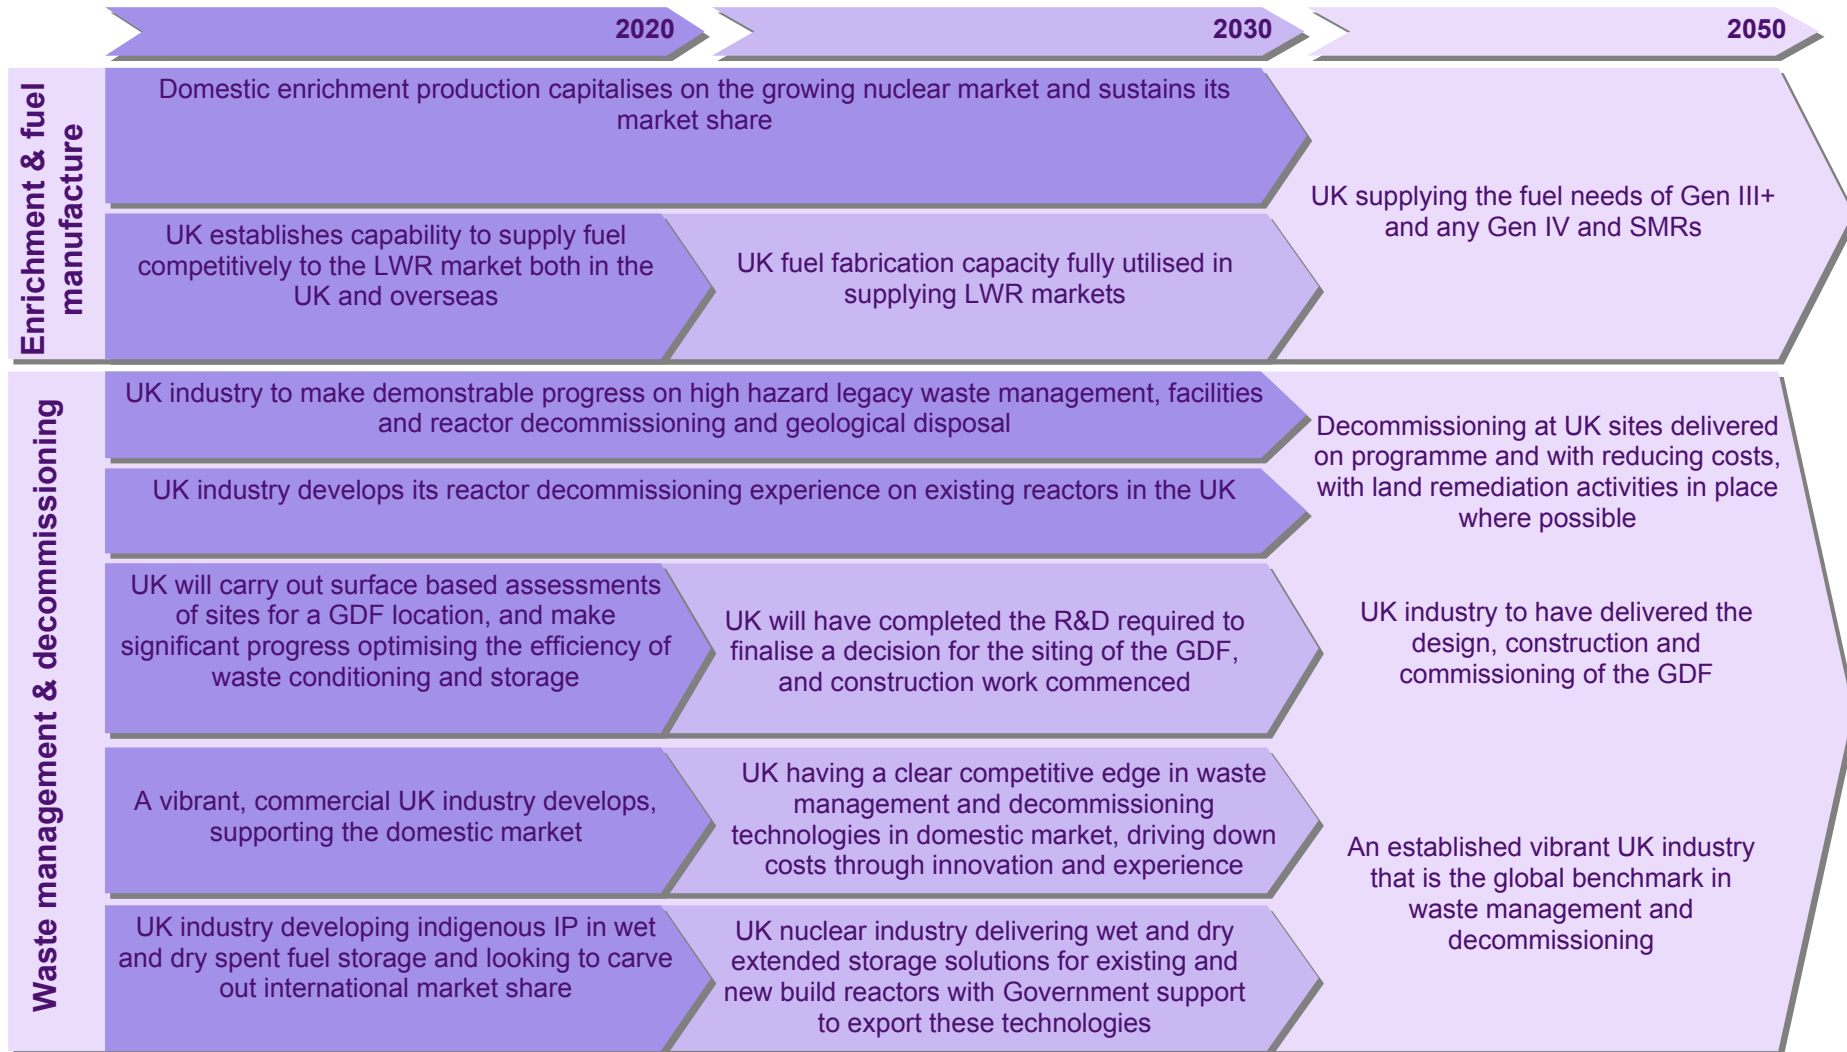 2020
2030
2050
Enrichment & fuel
manufacture
Domestic enrichment production capitalises on the growing nuclear market and sustains its
market share
UK establishes capability to supply fuel
competitively to the LWR market both in the
UK and overseas
UK fuel fabrication capacity fully utilised in
supplying LWR markets
UK supplying the fuel needs of Gen III+
and any Gen IV and SMRs
Waste management & decommissioning
UK industry to make demonstrable progress on high hazard legacy waste management, facilities
and reactor decommissioning and geological disposal
UK industry develops its reactor decommissioning experience on existing reactors in the UK
Decommissioning at UK sites delivered
on programme and with reducing costs,
with land remediation activities in place
where possible
UK will carry out surface based assessments
of sites for a GDF location, and make
significant progress optimising the efficiency of
waste conditioning and storage
UK will have completed the R&D required to
finalise a decision for the siting of the GDF,
and construction work commenced
UK industry to have delivered the
design, construction and
commissioning of the GDF
A vibrant, commercial UK industry develops,
supporting the domestic market
UK having a clear competitive edge in waste
management and decommissioning
technologies in domestic market, driving down
costs through innovation and experience
An established vibrant UK industry
that is the global benchmark in
waste management and
decommissioning
UK industry developing indigenous IP in wet
and dry spent fuel storage and looking to carve
out international market share
UK nuclear industry delivering wet and dry
extended storage solutions for existing and
new build reactors with Government support
to export these technologies